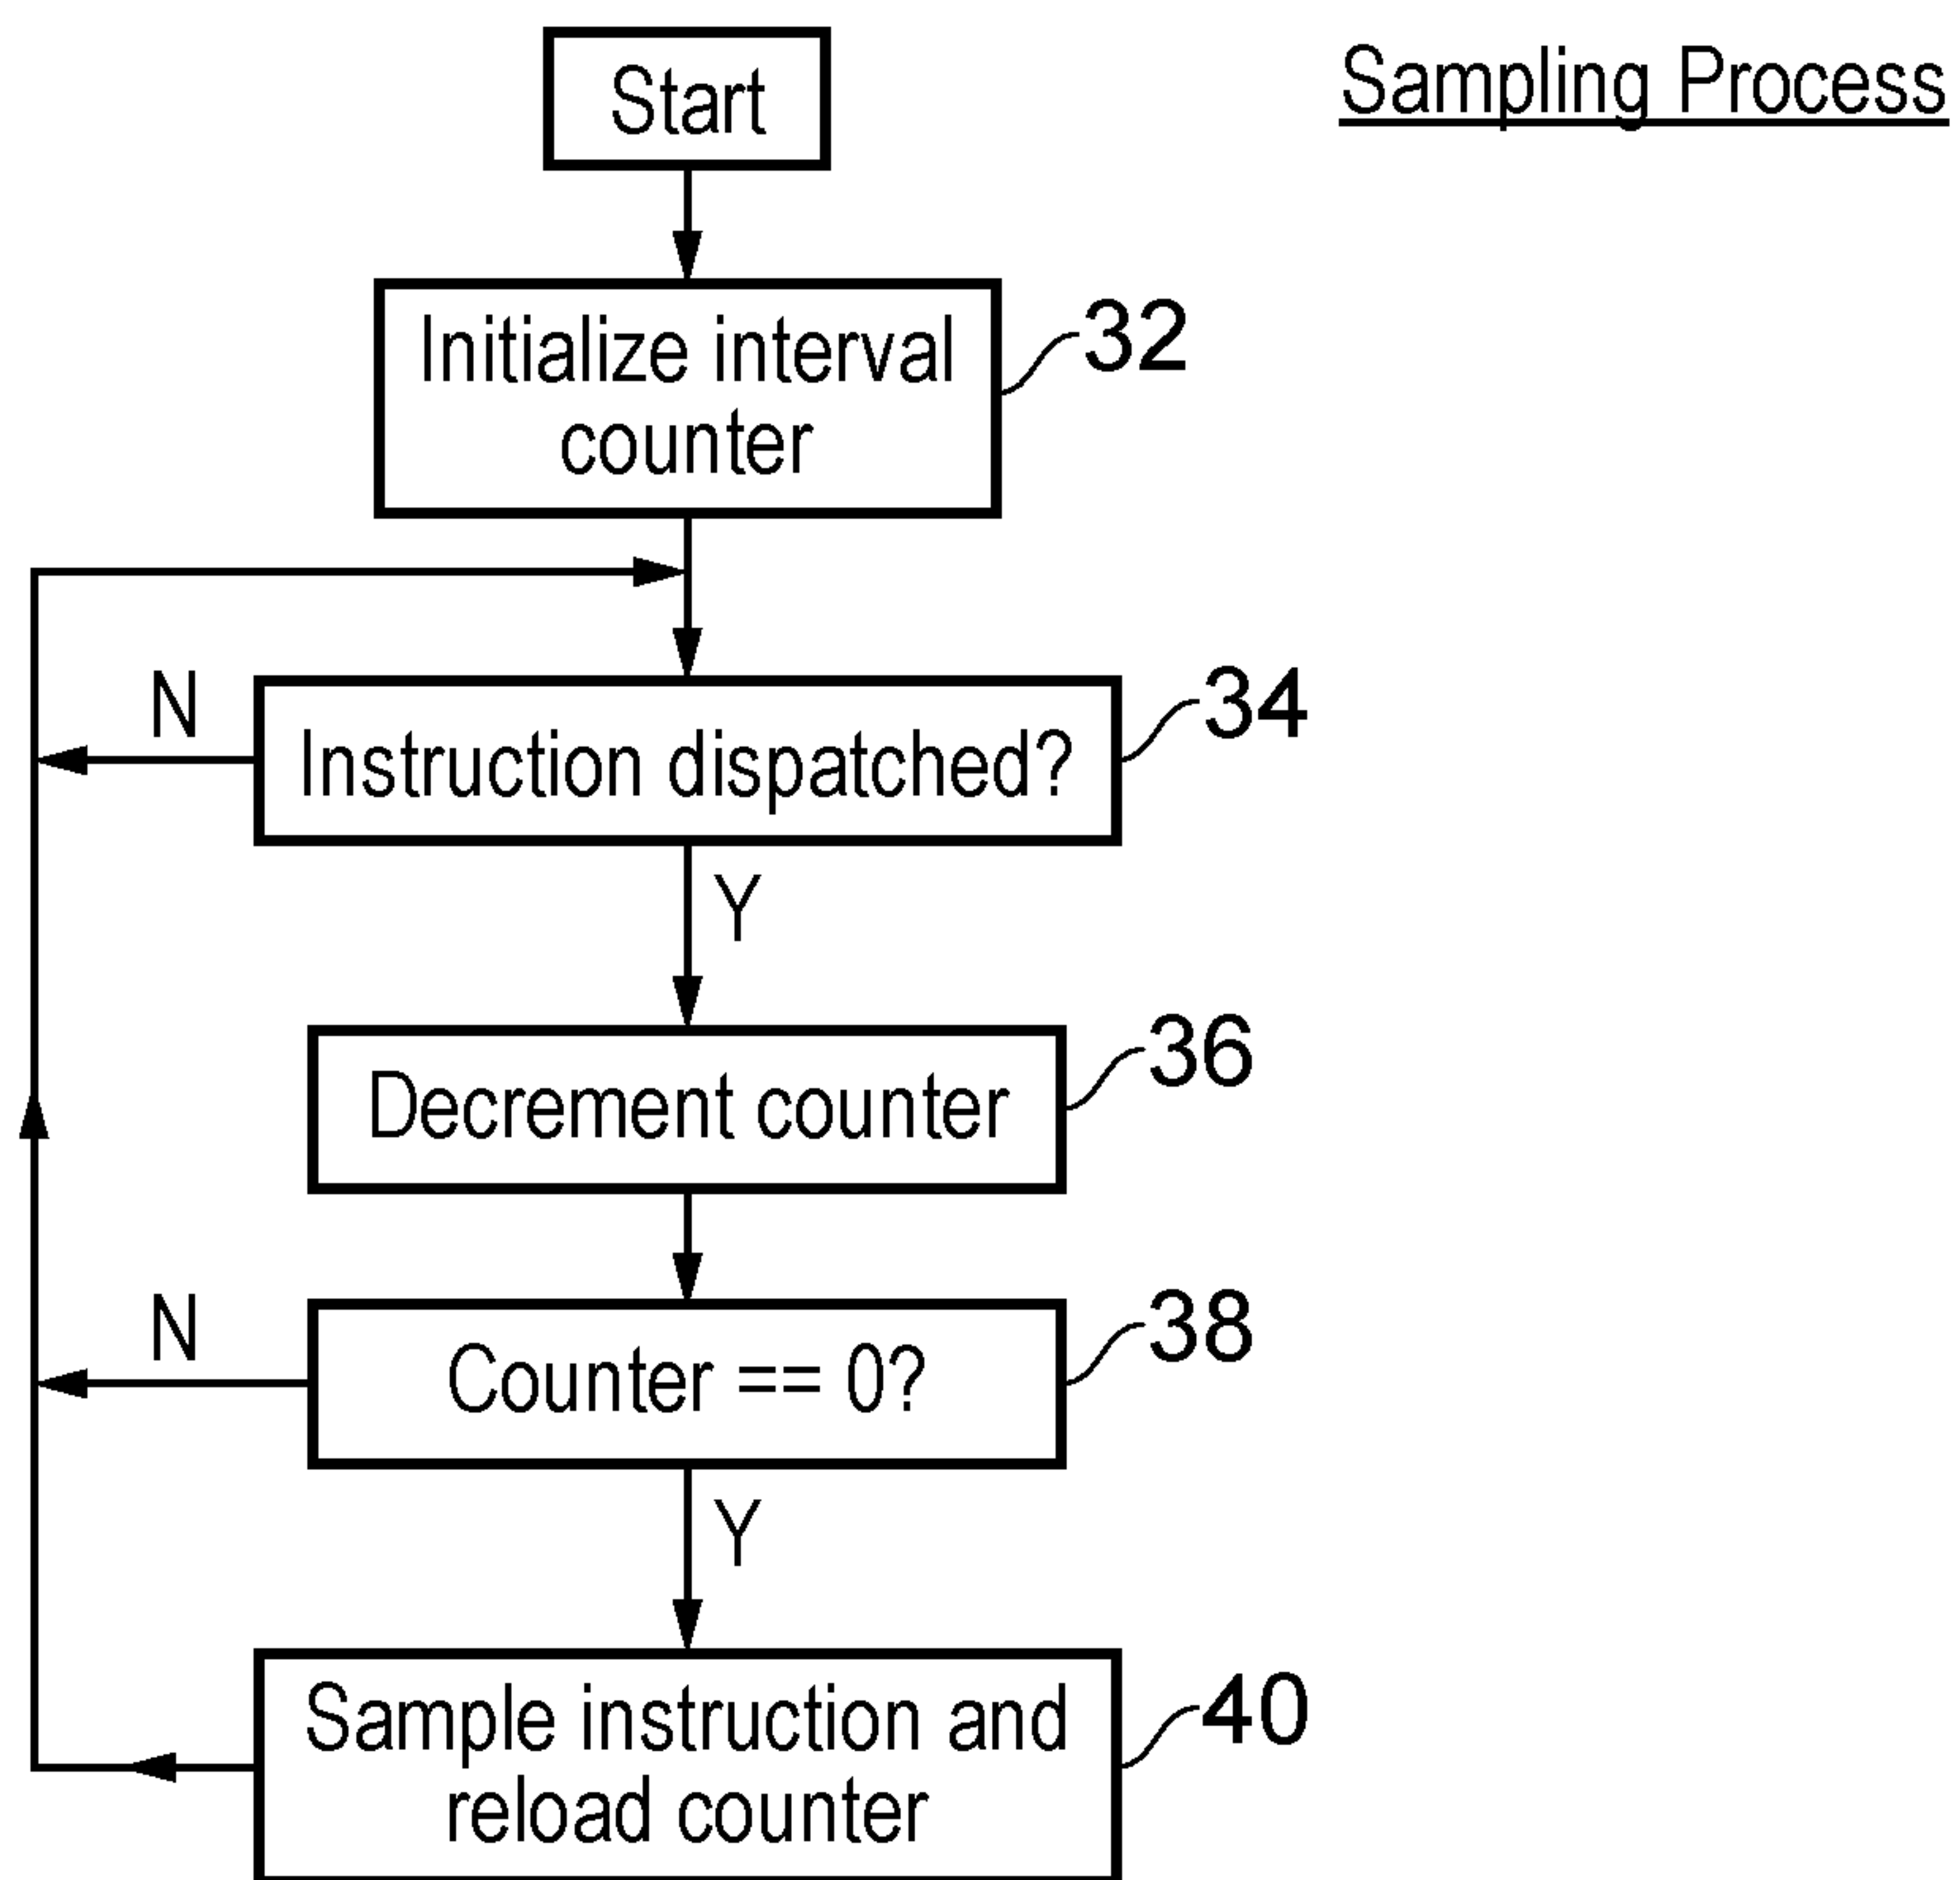 Start
Sampling Process
Initialize interval
counter
32
N
Instruction dispatched?
34
Y
Decrement counter
36
N
Counter == 0?
38
Y
Sample instruction and
reload counter
40